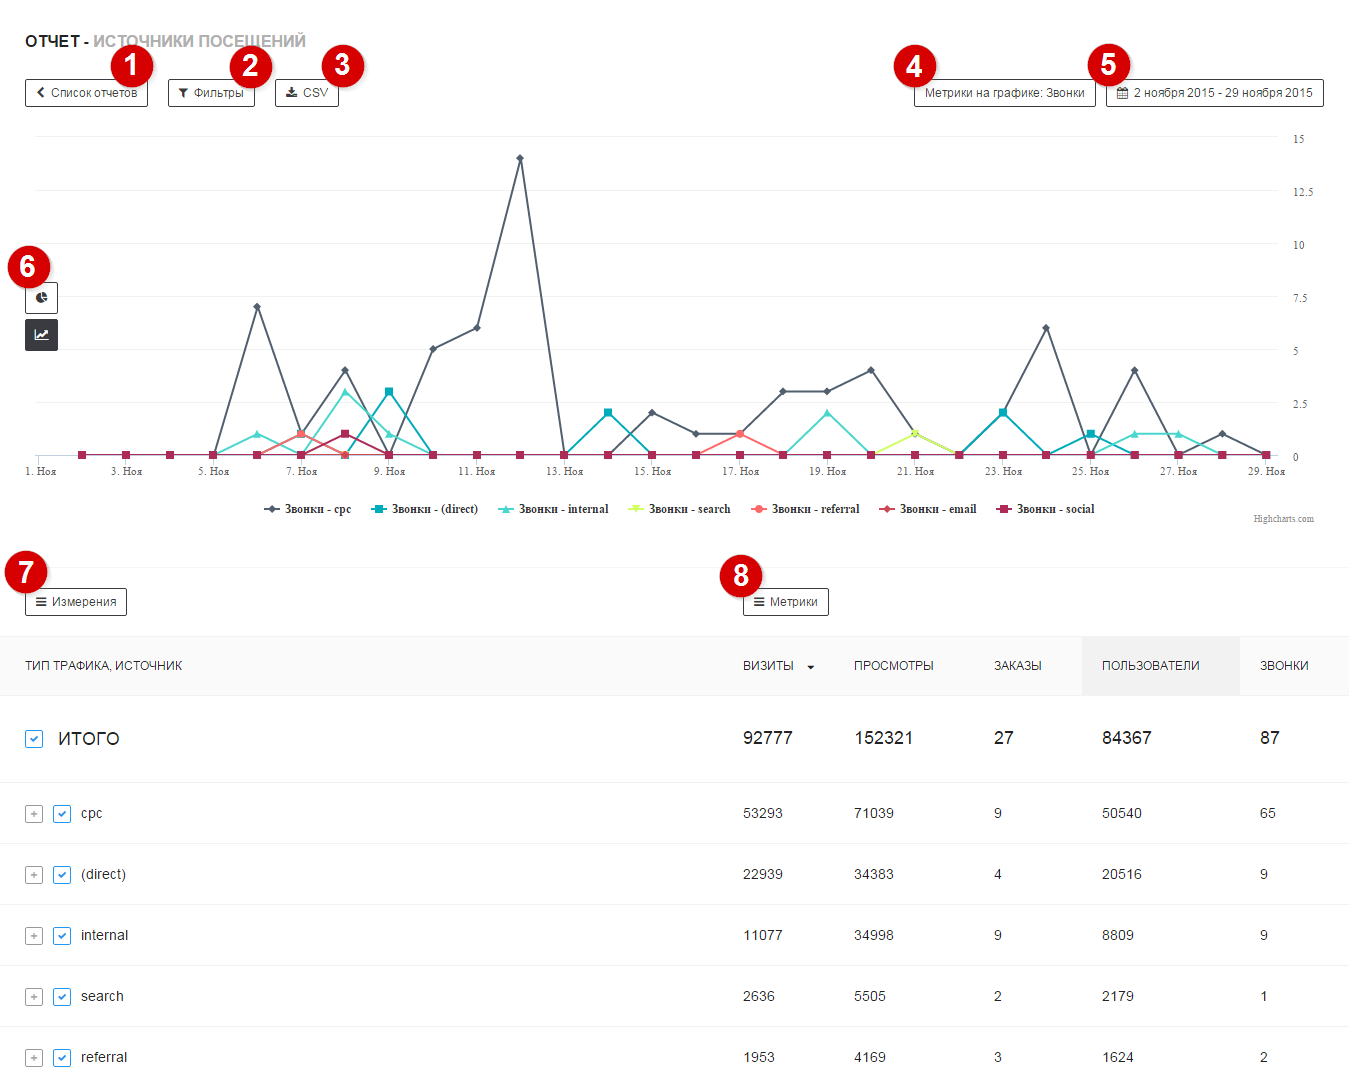 ОТЧЕТ - ИСТОЧНИКИ ПОСЕЩЕНИЙ
1 2 3 4 5
Список отчетов Фильтры CSV Метрики на графике: Звонки 2 ноября 2015 - 29 ноября 2015
15
12.5
10
6
7.5
5
2.5
0
1. Ноя 3. Ноя 5. Ноя 7. Ноя 9. Ноя 11. Ноя 13. Ноя 15. Ноя 17. Ноя 19. Ноя 21. Ноя 23. Ноя 25. Ноя 27. Ноя 29. Ноя
Звонки - cpc Звонки - (direct) Звонки - internal Звонки - search Звонки - referral Звонки - email Звонки - social
Highcharts.com
7 8
Измерения Метрики
ТИП ТРАФИКА, ИСТОЧНИК ВИЗИТЫ ПРОСМОТРЫ ЗАКАЗЫ ПОЛЬЗОВАТЕЛИ ЗВОНКИ
ИТОГО 92777 152321 27 84367 87
cpc 53293 71039 9 50540 65
(direct) 22939 34383 4 20516 9
internal 11077 34998 9 8809 9
search 2636 5505 2 2179 1
referral 1953 4169 3 1624 2